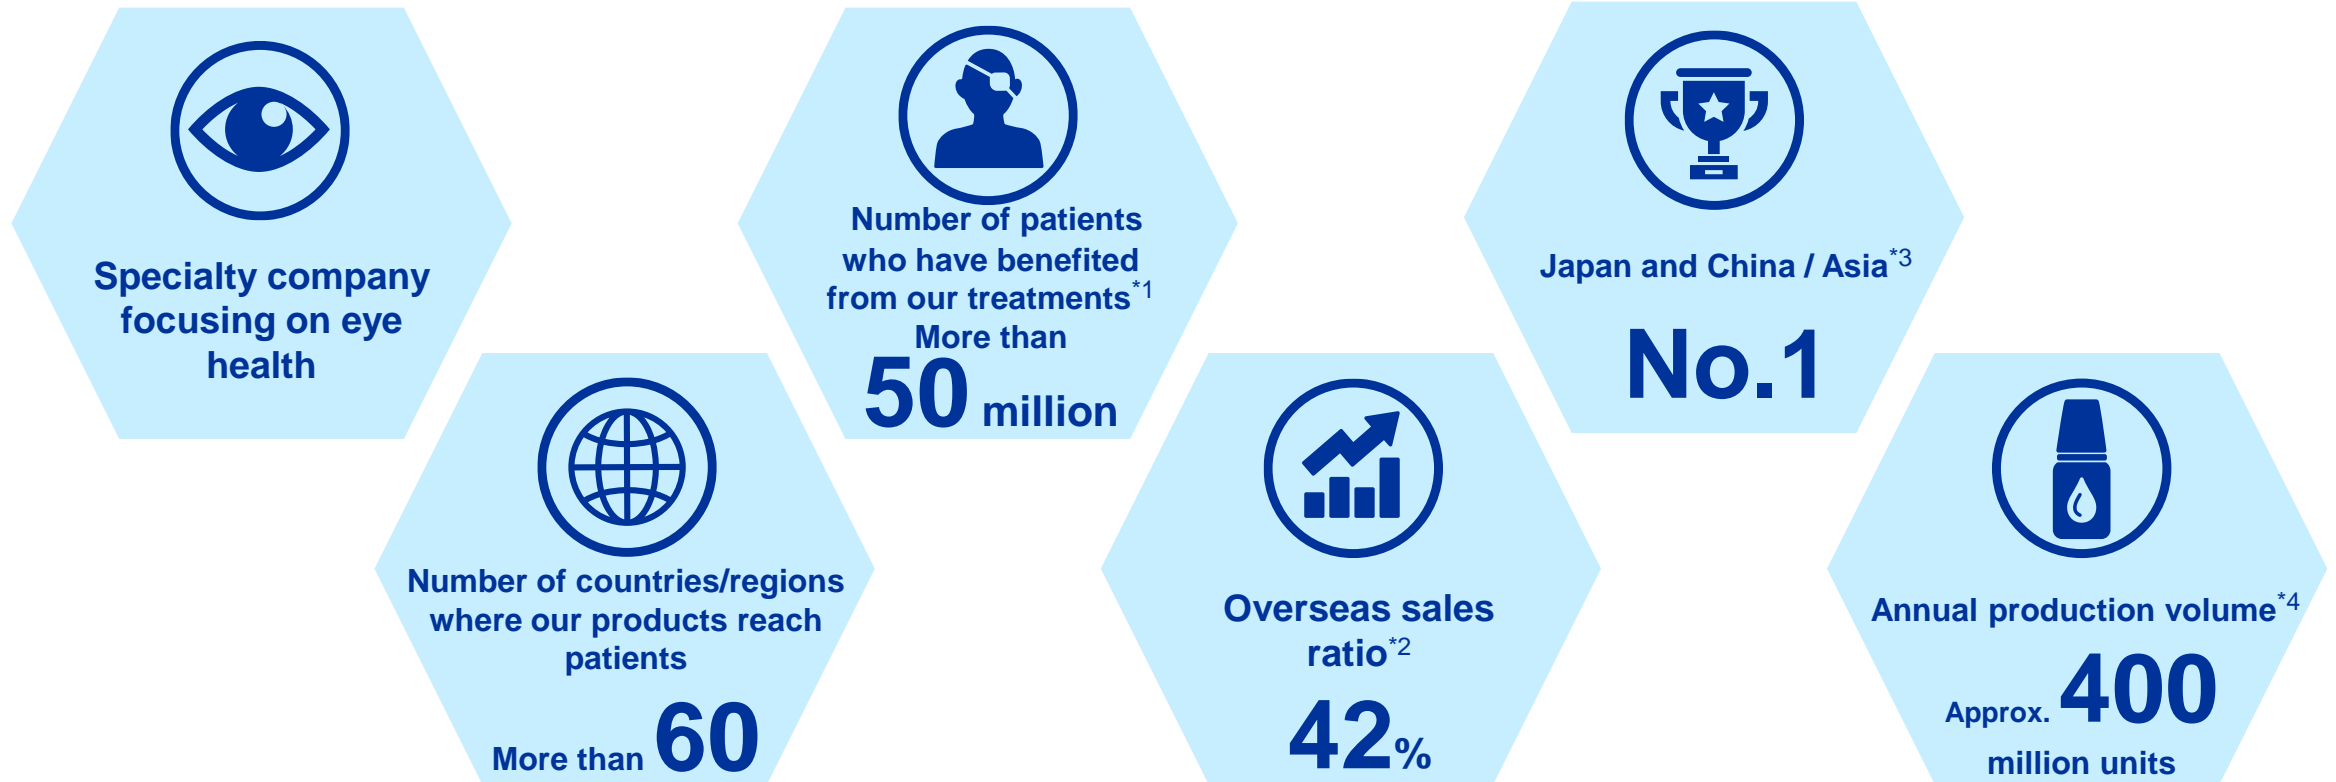 Specialty company
focusing on eye
health
Number of countries/regions
where our products reach
patients
More than 60
Number of patients
who have benefited
from our treatments*1
More than
50 million
Overseas sales
ratio*2
42%
Japan and China / Asia*3
No.1
Annual production volume*4
Approx. 400
million units